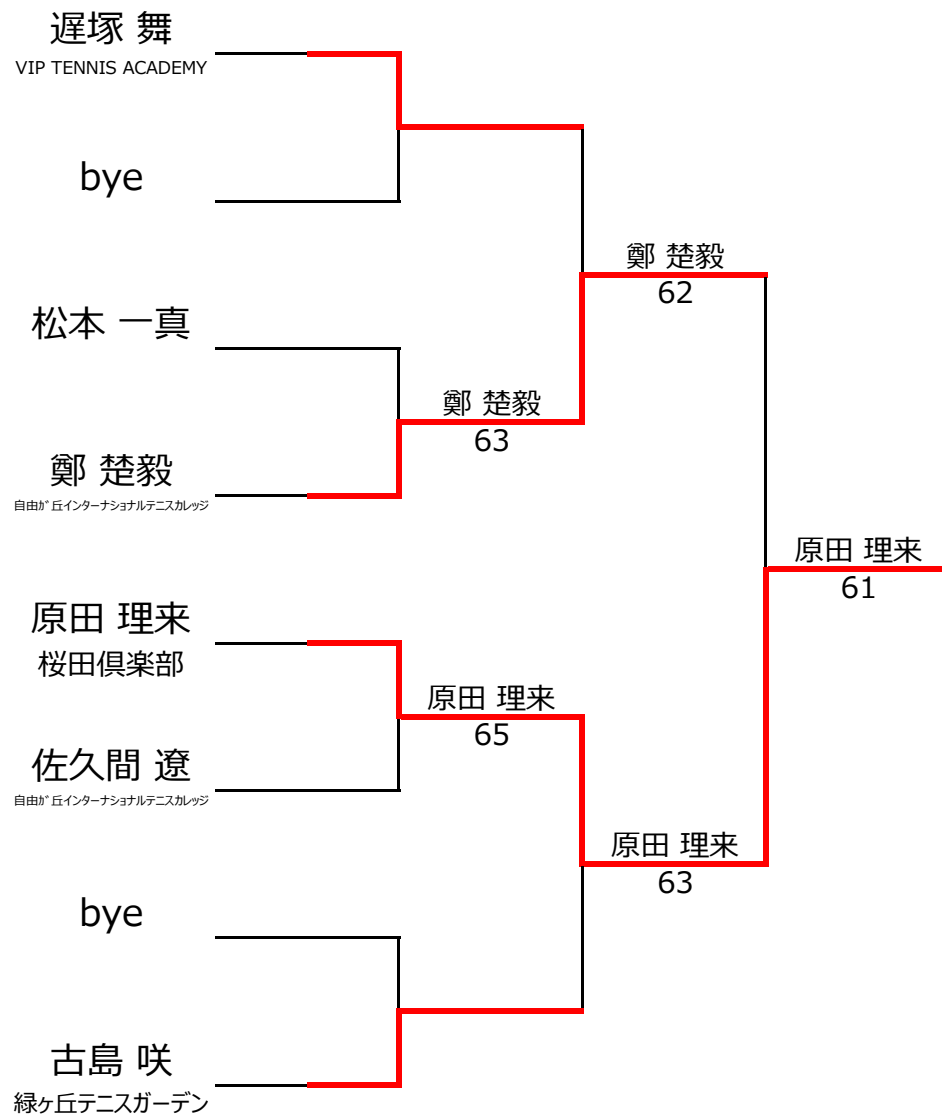 遅塚 舞
VIP TENNIS ACADEMY
bye
松本 一真
鄭 楚毅
自由ガ丘インターナショナルテニスカレッジ
原田 理来
桜田倶楽部
佐久間 遼
自由ガ丘インターナショナルテニスカレッジ
bye
古島 咲
緑ヶ丘テニスガーデン
鄭 楚毅
63
原田 理来
65
鄭 楚毅
62
原田 理来
63
原田 理来
61